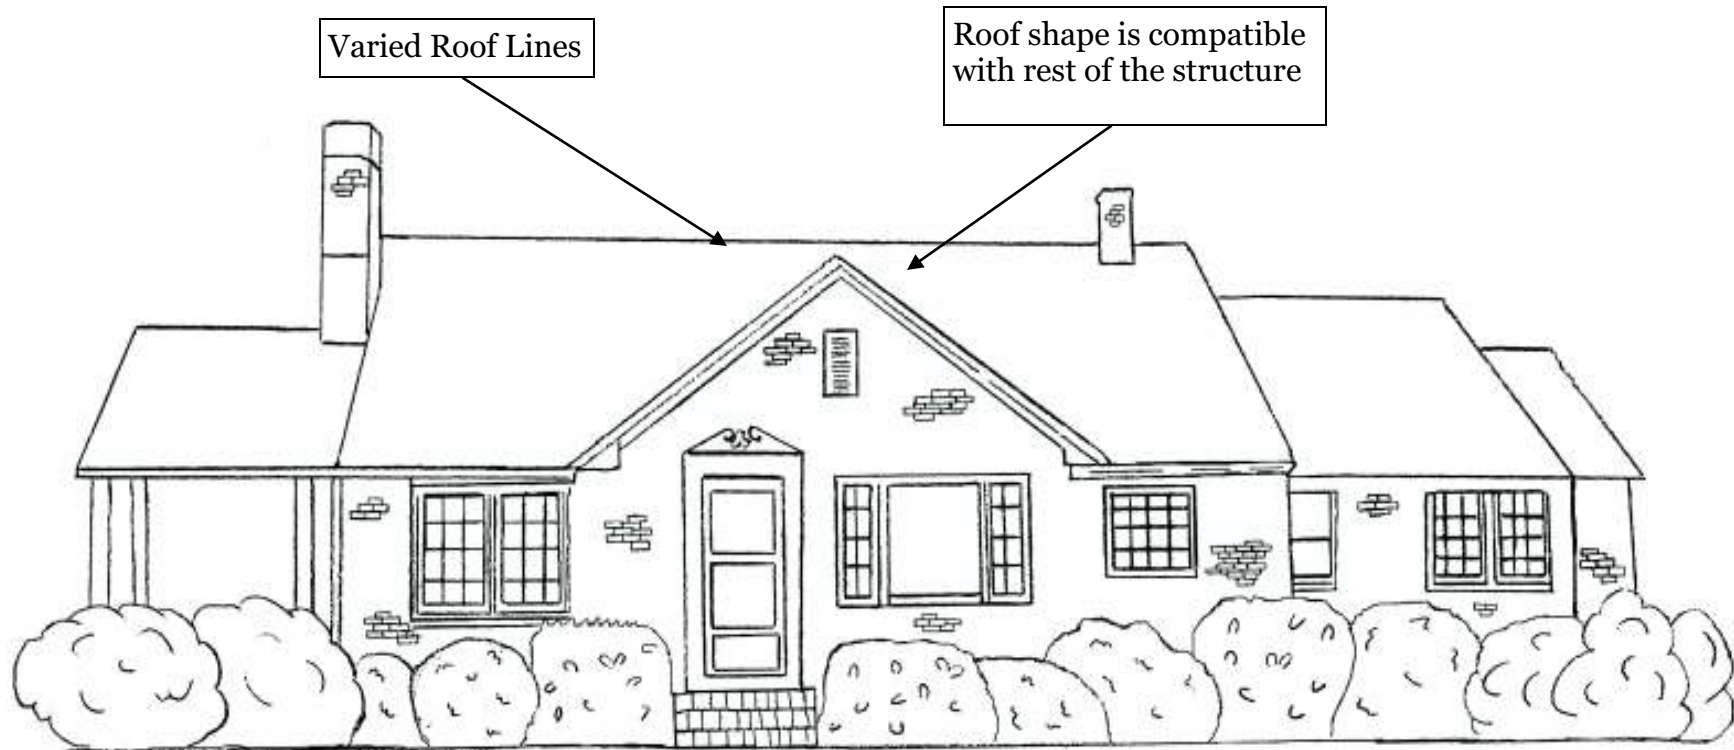 Varied Roof Lines
Roof shape is compatible
with rest of the structure